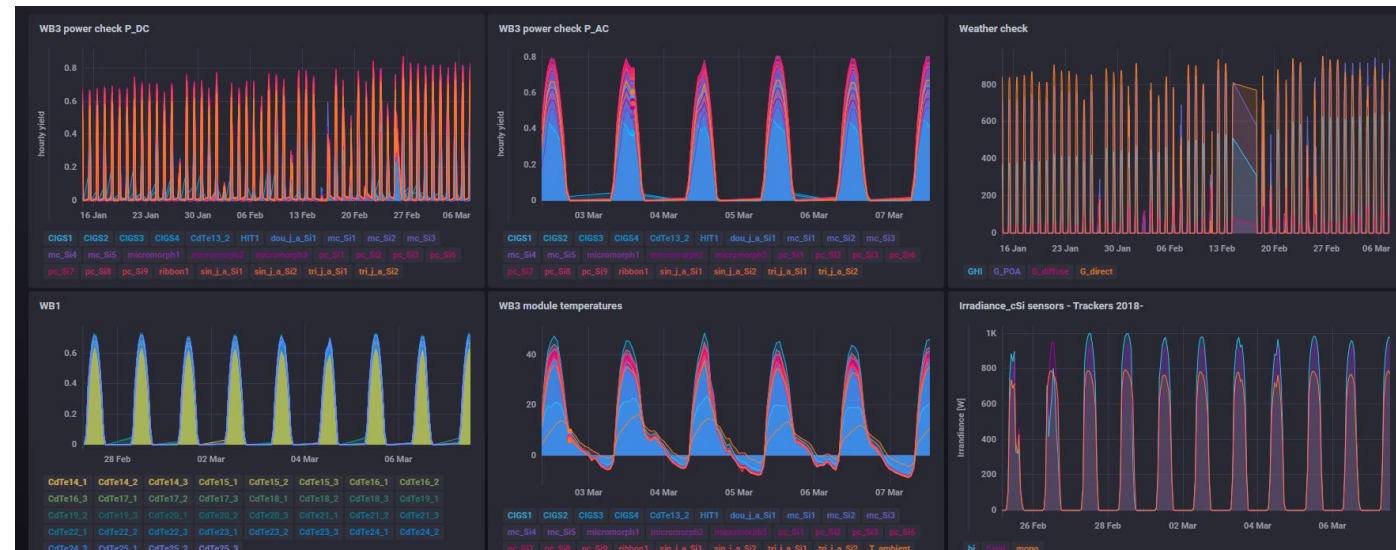 WB3 power check P_DC
hourly yield
0.8
0.6
0.4
0.2
0
16 Jan 23 Jan 30 Jan 06 Feb 13 Feb 20 Feb 27 Feb 06 Mar
CIGS1 CIGS2 CIGS3 CIGS4 CdTe13_2 HIT1 dou_j_a_Si1 mc_Si1 mc_Si2 mc_Si3
mc_Si4 mc_Si5 micromorph1 micromorph2 micromorph3 pc_Si1 pc_Si2 pc_Si3 pc_Si6
pc_Si7 pc_Si8 pc_Si9 ribbon1 sin_j_a_Si1 sin_j_a_Si2 tri_j_a_Si1 tri_j_a_Si2
WB3 power check P_AC
hourly yield
0.8
0.6
0.4
0.2
0
03 Mar 04 Mar 05 Mar 06 Mar 07 Mar
CIGS1 CIGS2 CIGS3 CIGS4 CdTe13_2 HIT1 dou_j_a_Si1 mc_Si1 mc_Si2 mc_Si3
mc_Si4 mc_Si5 micromorph1 micromorph2 micromorph3 pc_Si1 pc_Si2 pc_Si3 pc_Si6
pc_Si7 pc_Si8 pc_Si9 ribbon1 sin_j_a_Si1 sin_j_a_Si2 tri_j_a_Si1 tri_j_a_Si2
Weather check
800
600
400
200
0
16 Jan 23 Jan 30 Jan 06 Feb 13 Feb 20 Feb 27 Feb 06 Mar
GHI G_POA G_diffuse G_direct
WB1
0.6
0.4
0.2
0
28 Feb 02 Mar 04 Mar 06 Mar
CdTe14_1 CdTe14_2 CdTe14_3 CdTe15_1 CdTe15_2 CdTe15_3 CdTe16_1 CdTe16_2
CdTe16_3 CdTe17_1 CdTe17_2 CdTe17_3 CdTe18_1 CdTe18_2 CdTe18_3 CdTe19_1
CdTe19_2 CdTe19_3 CdTe20_1 CdTe20_2 CdTe20_3 CdTe21_1 CdTe21_2 CdTe21_3
CdTe22_1 CdTe22_2 CdTe22_3 CdTe23_1 CdTe23_2 CdTe23_3 CdTe24_1 CdTe24_2
CdTe24_3 CdTe25_1 CdTe25_2 CdTe25_3
WB3 module temperatures
40
20
0
03 Mar 04 Mar 05 Mar 06 Mar 07 Mar
CIGS1 CIGS2 CIGS3 CIGS4 CdTe13_2 HIT1 dou_j_a_Si1 mc_Si1 mc_Si2 mc_Si3
mc_Si4 mc_Si5 micromorph1 micromorph2 micromorph3 pc_Si1 pc_Si2 pc_Si3 pc_Si6
pc_Si7 pc_Si8 pc_Si9 ribbon1 sin_j_a_Si1 sin_j_a_Si2 tri_j_a_Si1 tri_j_a_Si2 T_ambient
Irradiance_cSi sensors - Trackers 2018-
Irrandiance [W]
1K
800
600
400
200
0
26 Feb 28 Feb 02 Mar 04 Mar 06 Mar
bi mono